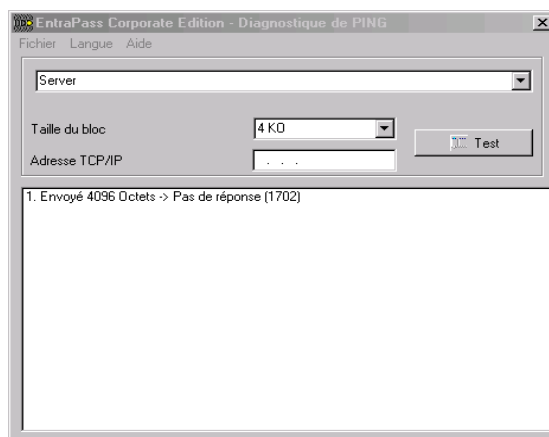 EntraPass Corporate Edition - Diagnostique de PING
Fichier Langue Aide
Server
Taille du bloc
4 KO
Test
Adresse TCP/IP
. . .
1. Envoyé 4096 Octets -> Pas de réponse (1702)